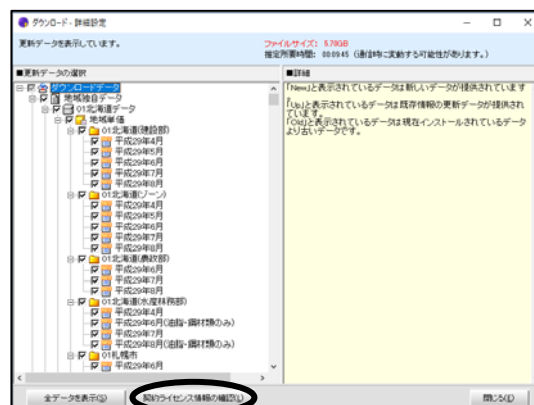 ダウンロード - 詳細設定
更新データを表示しています。
ファイルサイズ: 5.70GB
推定所要時間: 00:09:45 (通信時に変動する可能性があります。)
■更新データの選択
ダウンロードデータ
地域独自データ
01北海道データ
地域単価
01北海道(建設部)
平成29年4月
平成29年5月
平成29年6月
平成29年7月
平成29年8月
01北海道(ゾーン)
平成29年4月
平成29年5月
平成29年6月
平成29年7月
平成29年8月
01北海道(農政部)
平成29年6月
平成29年7月
平成29年8月
01北海道(水産林務部)
平成29年4月
平成29年6月(油脂・鋼材類のみ)
平成29年7月
平成29年8月(油脂・鋼材類のみ)
01札幌市
平成29年6月
■詳細
「New」と表示されているデータは新しいデータが提供されています
「Up」と表示されているデータは既存情報の更新データが提供され
ています。
「Old」と表示されているデータは現在インストールされているデータ
より古いデータです。
全データを表示(S)
契約ライセンス情報の確認(L)
閉じる(X)